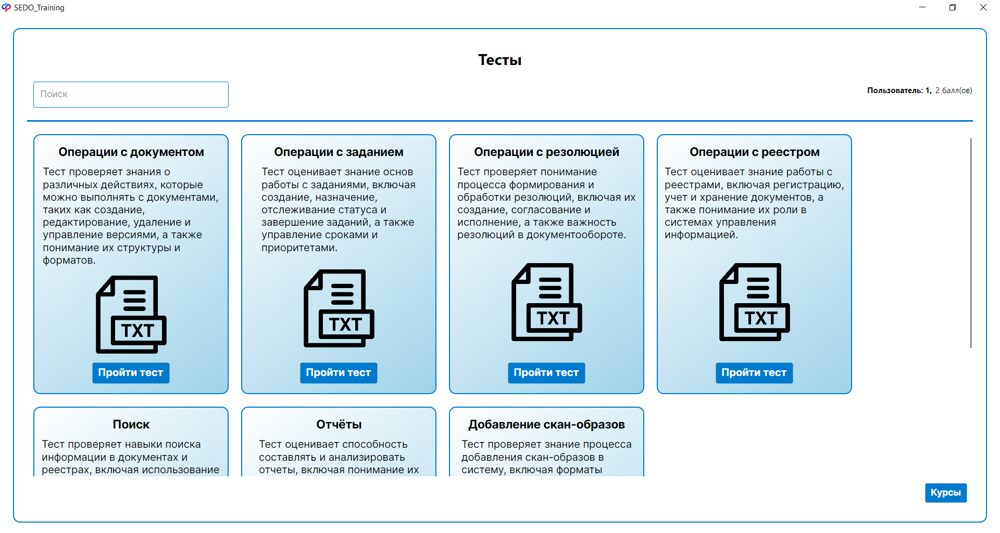 SEDO_Training
Тесты
Поиск
Пользователь: 1, 2 балл(ов)
Операции с документом
Тест проверяет знания о
различных действиях, которые
можно выполнять с документами,
таких как создание,
редактирование, удаление и
управление версиями, а также
понимание их структуры и
форматов.
TXT
Пройти тест
Операции с заданием
Тест оценивает знание основ
работы с заданиями, включая
создание, назначение,
отслеживание статуса и
завершение заданий, а также
управление сроками и
приоритетами.
TXT
Пройти тест
Операции с резолюцией
Тест проверяет понимание
процесса формирования и
обработки резолюций, включая их
создание, согласование и
исполнение, а также важность
резолюций в документообороте.
TXT
Пройти тест
Операции с реестром
Тест оценивает знание работы с
реестрами, включая регистрацию,
учет и хранение документов, а
также понимание их роли в
системах управления
информацией.
TXT
Пройти тест
Поиск
Тест проверяет навыки поиска
информации в документах и
реестрах, включая использование
Отчёты
Тест оценивает способность
составлять и анализировать
отчеты, включая понимание их
Добавление скан-образов
Тест проверяет знание процесса
добавления скан-образов в
систему, включая форматы
Курсы